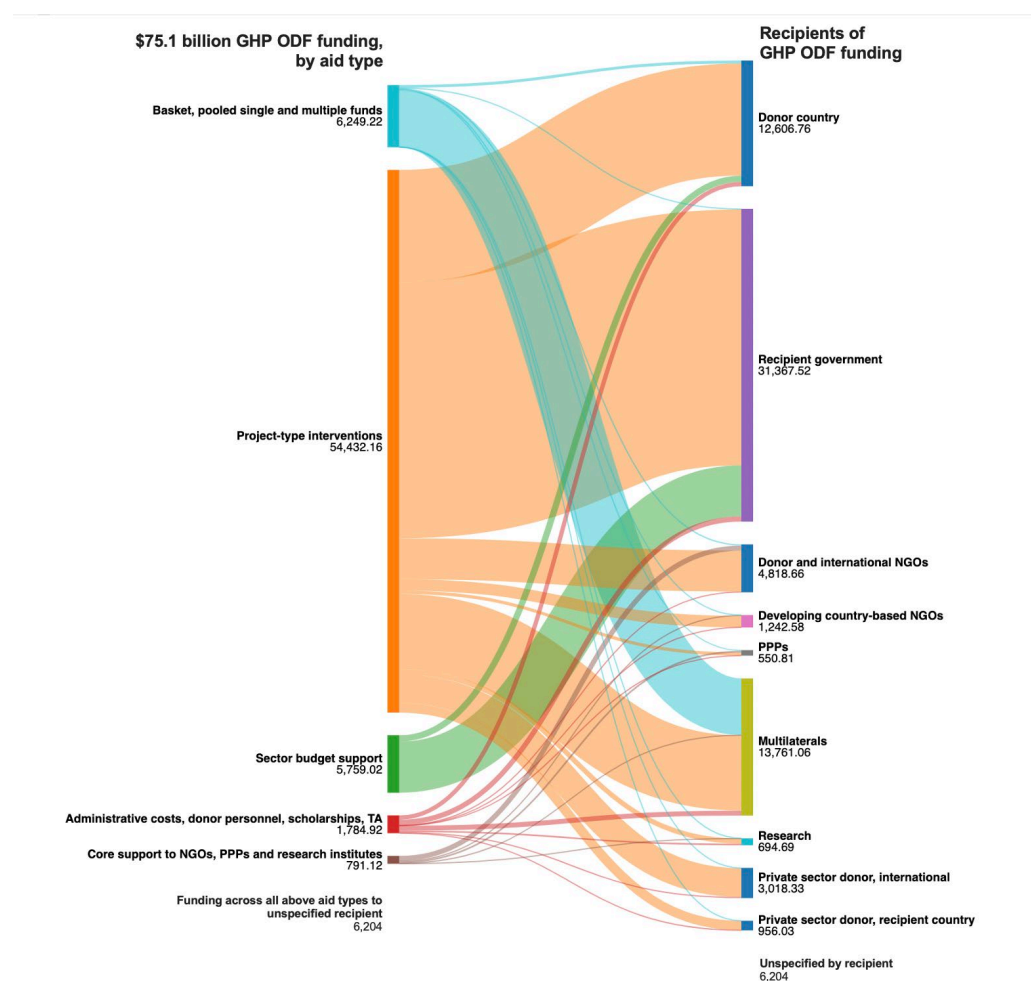 $75.1 billion GHP ODF funding,
by aid type
Basket, pooled single and multiple funds
6,249.22
Project-type interventions
54,432.16
Sector budget support
5,759.02
Administrative costs, donor personnel, scholarships, TA
1,784.92
Core support to NGOs, PPPs and research institutes
791.12
Funding across all above aid types to
unspecified recipient
6,204
Recipients of
GHP ODF funding
Donor country
12,606.76
Recipient government
31,367.52
Donor and international NGOs
4,818.66
Developing country-based NGOs
1,242.58
PPPs
550.81
Multilaterals
13,761.06
Research
694.69
Private sector donor, international
3,018.33
Private sector donor, recipient country
956.03
Unspecified by recipient
6,204